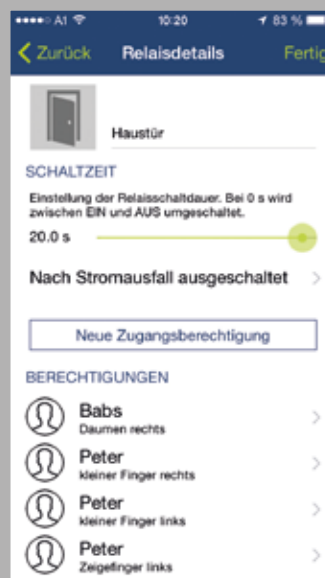 A1 10:20 83 %
Zurück Relaisdetails Fertig
Haustür
SCHALTZEIT
Einstellung der Relaisschaltdauer. Bei 0 s wird
zwischen EIN und AUS umgeschaltet.
20.0 s
Nach Stromausfall ausgeschaltet
Neue Zugangsberechtigung
BERECHTIGUNGEN
Babs
Daumen rechts
Peter
kleiner Finger rechts
Peter
kleiner Finger links
Peter
Zeigefinger links